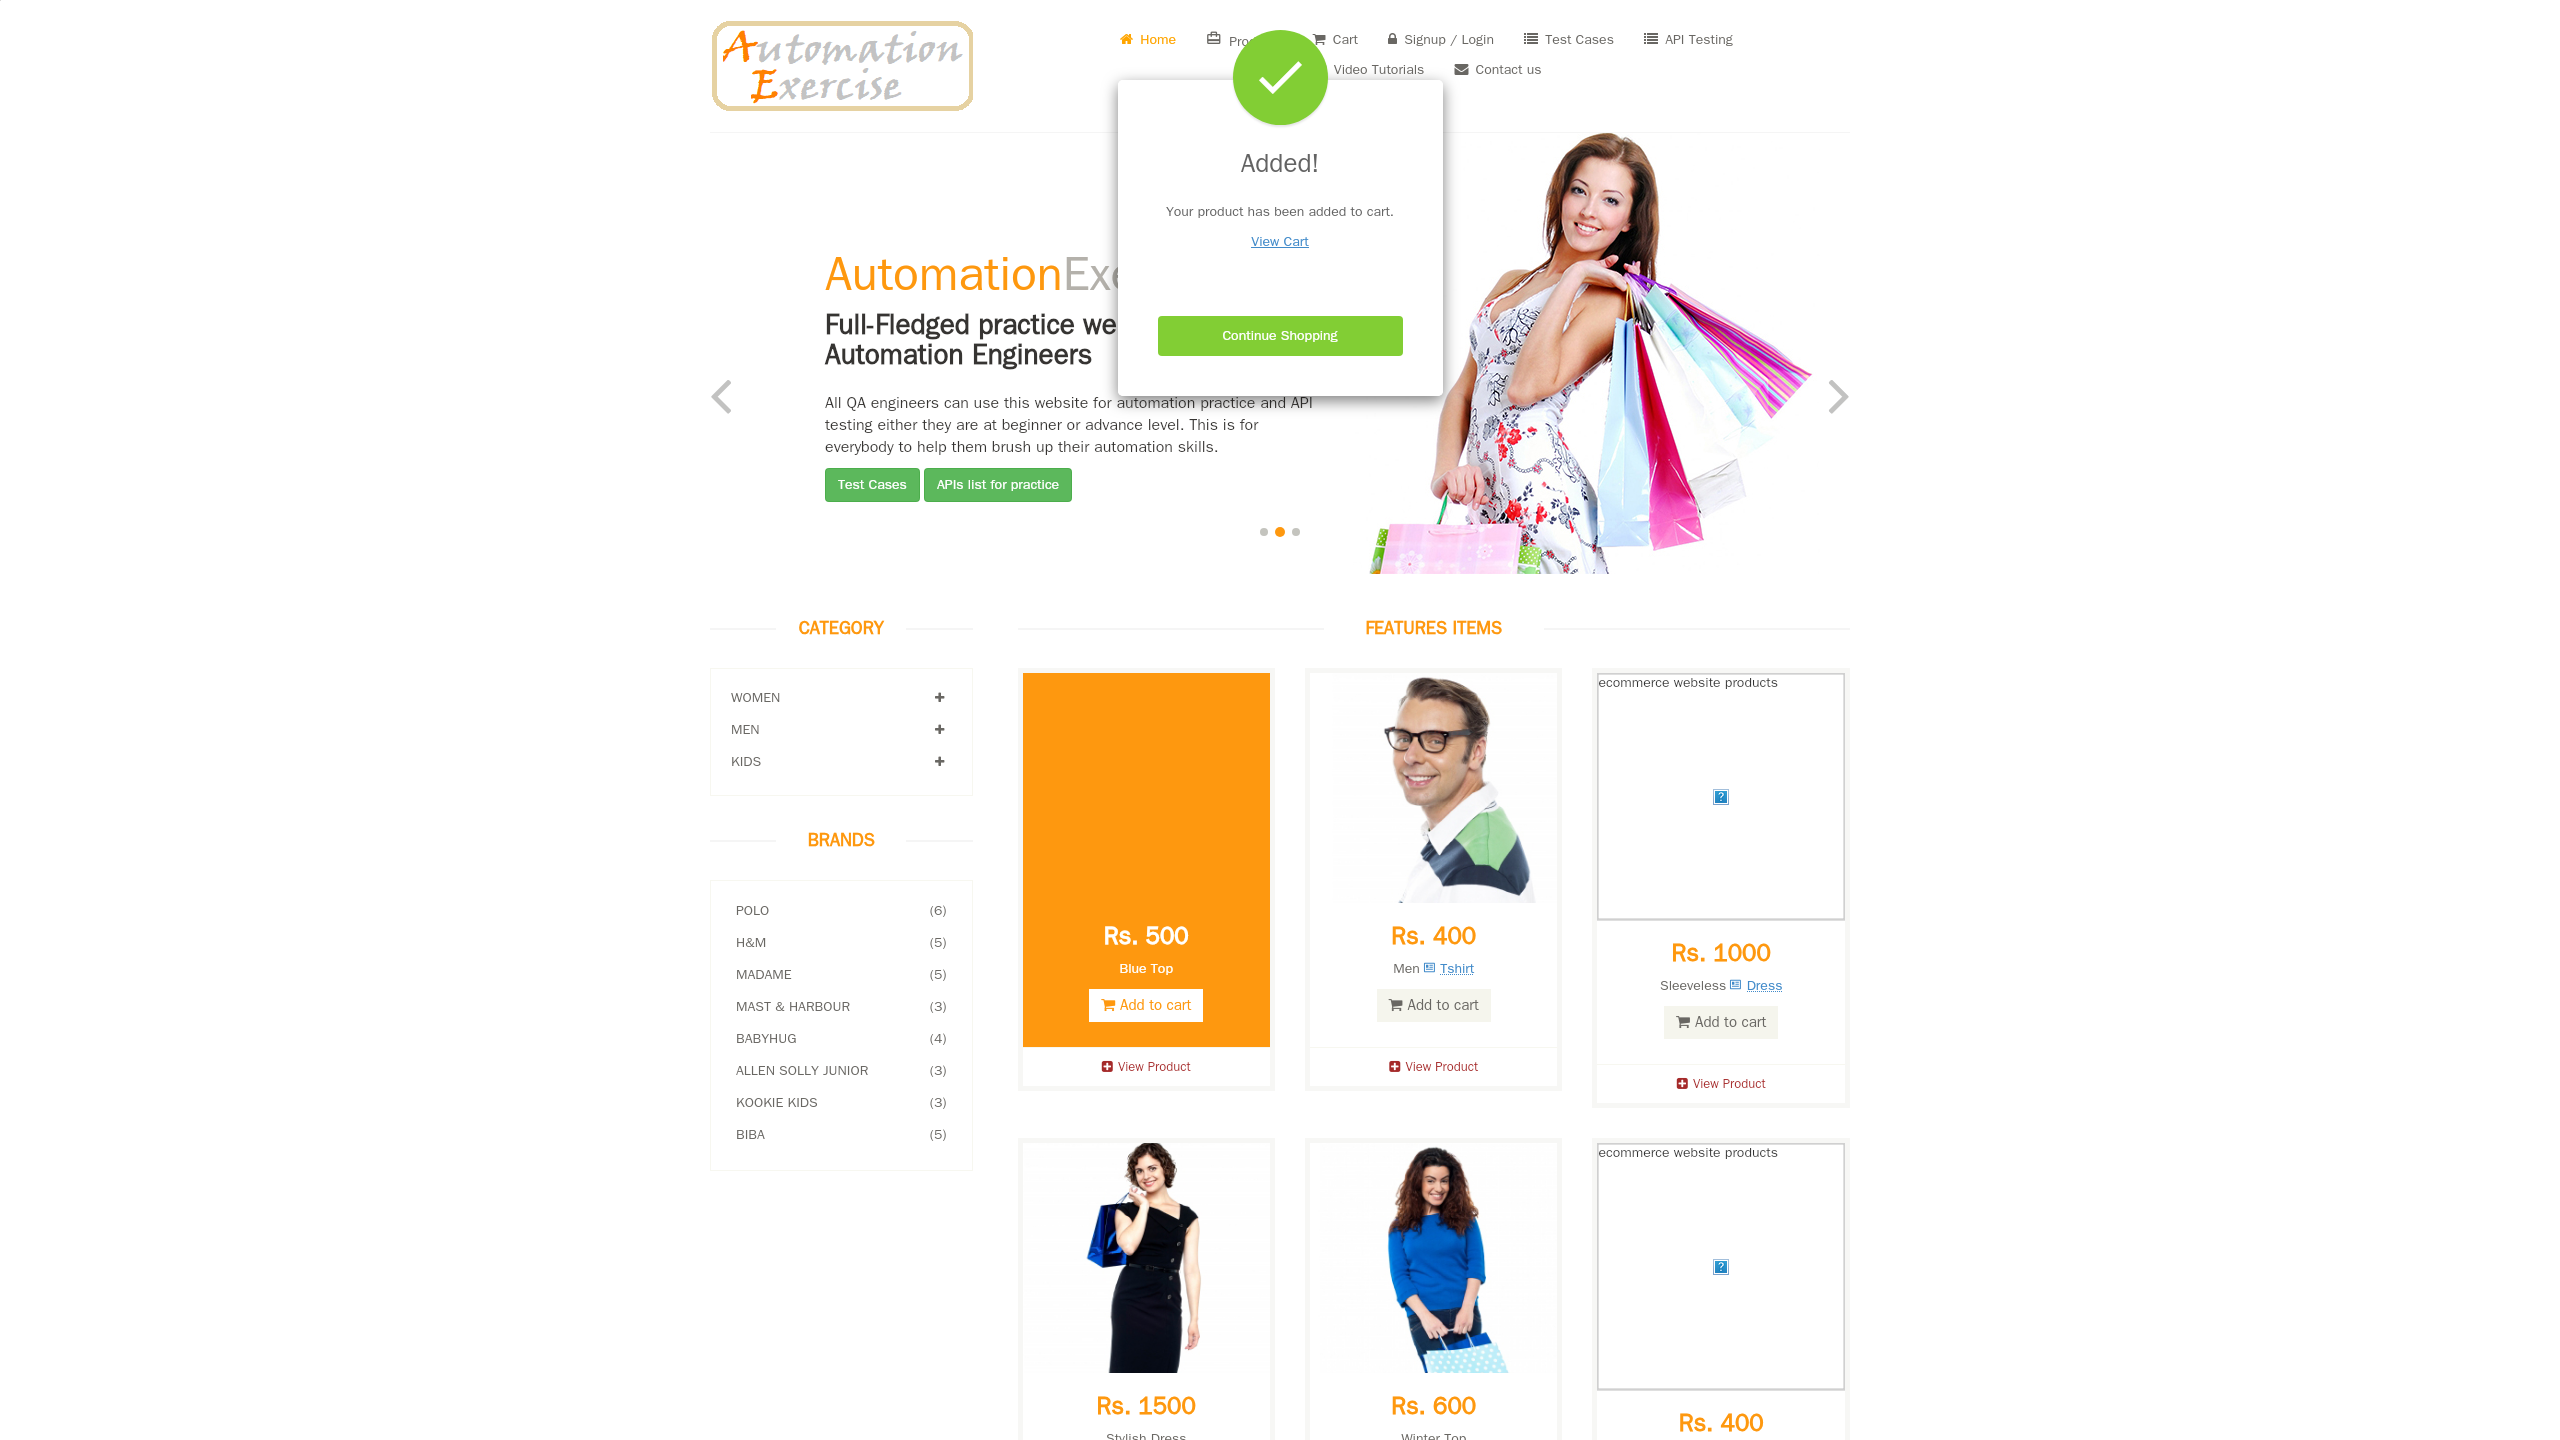 Automation
Exercise
Home
Cart
Signup / Login
Test Cases
API Testing
Video Tutorials
Contact us
Added!
Your product has been added to cart.
View Cart
Continue Shopping
Automation
Full-Fledged practice we
Automation Engineers
All QA engineers can use this website for automation practice and API
testing either they are at beginner or advance level. This is for
everybody to help them brush up their automation skills.
Test Cases
APIs list for practice
CATEGORY
WOMEN
MEN
KIDS
BRANDS
POLO (6)
H&M (5)
MADAME (5)
MAST & HARBOUR (3)
BABYHUG (4)
ALLEN SOLLY JUNIOR (3)
KOOKIE KIDS (3)
BIBA (5)
FEATURES ITEMS
Rs. 500
Blue Top
Add to cart
View Product
Rs. 400
Men Tshirt
Add to cart
View Product
ecommerce website products
Rs. 1000
Sleeveless Dress
Add to cart
View Product
Rs. 1500
Stylish Dress
Rs. 600
Winter Top
ecommerce website products
Rs. 400